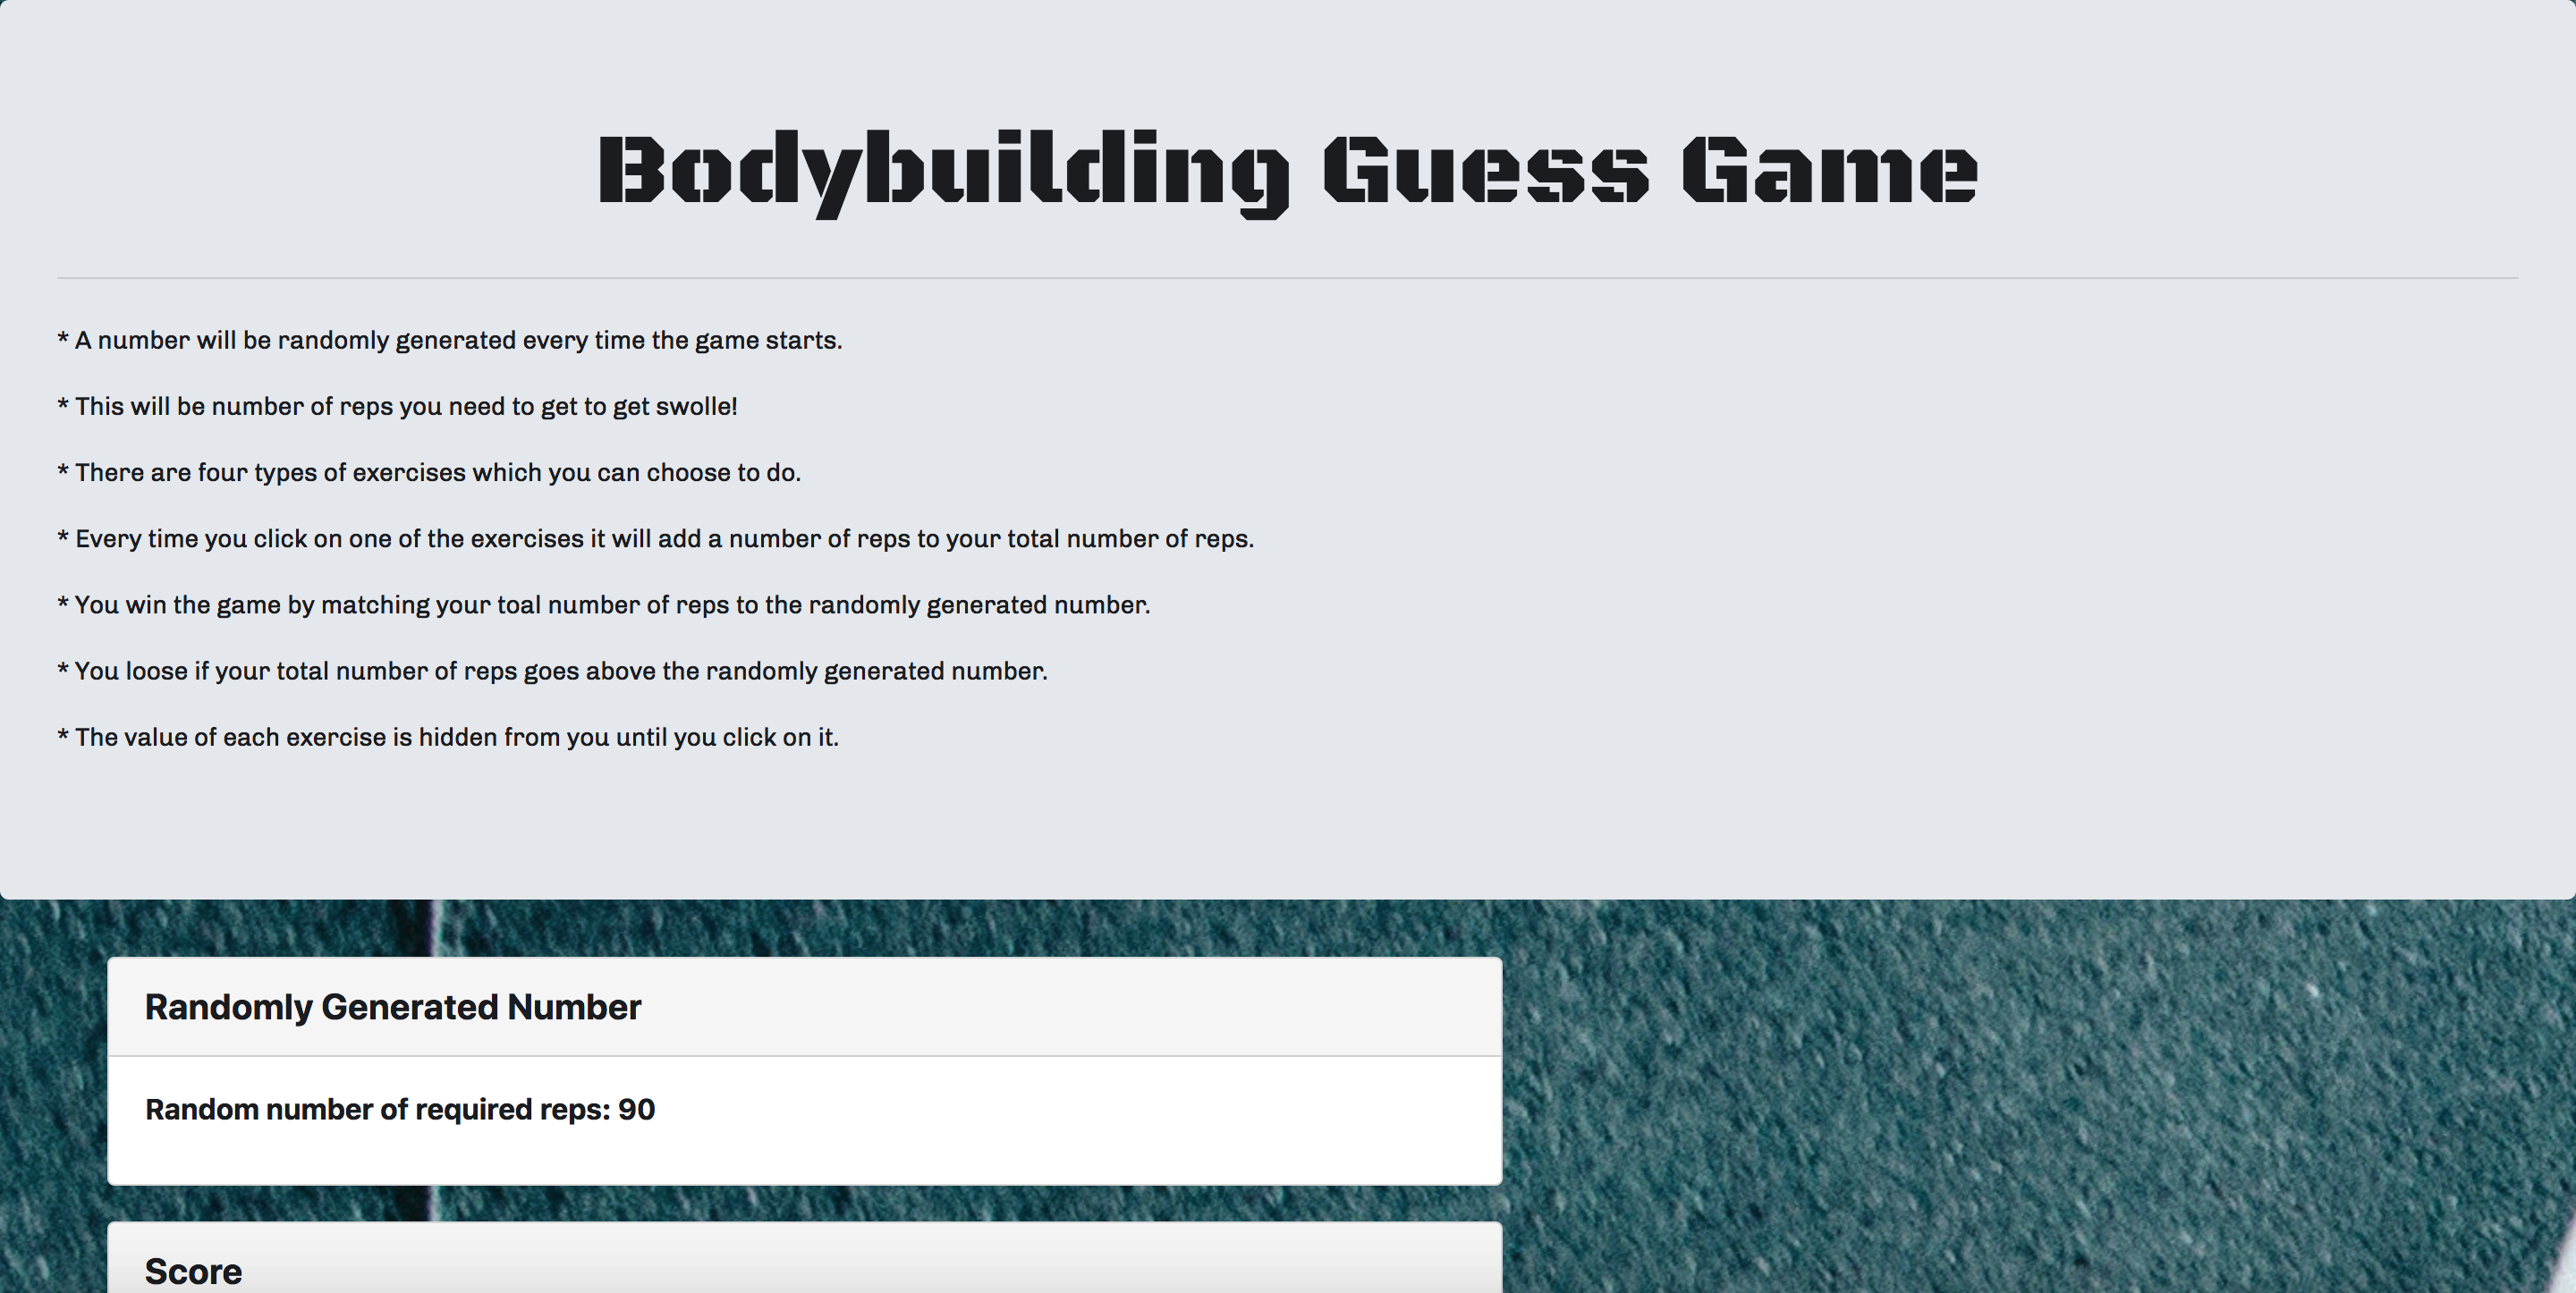 Bodybuilding Guess Game
* A number will be randomly generated every time the game starts.
* This will be number of reps you need to get to get swolle!
* There are four types of exercises which you can choose to do.
* Every time you click on one of the exercises it will add a number of reps to your total number of reps.
* You win the game by matching your toal number of reps to the randomly generated number.
* You loose if your total number of reps goes above the randomly generated number.
* The value of each exercise is hidden from you until you click on it.
Randomly Generated Number
Random number of required reps: 90
Score